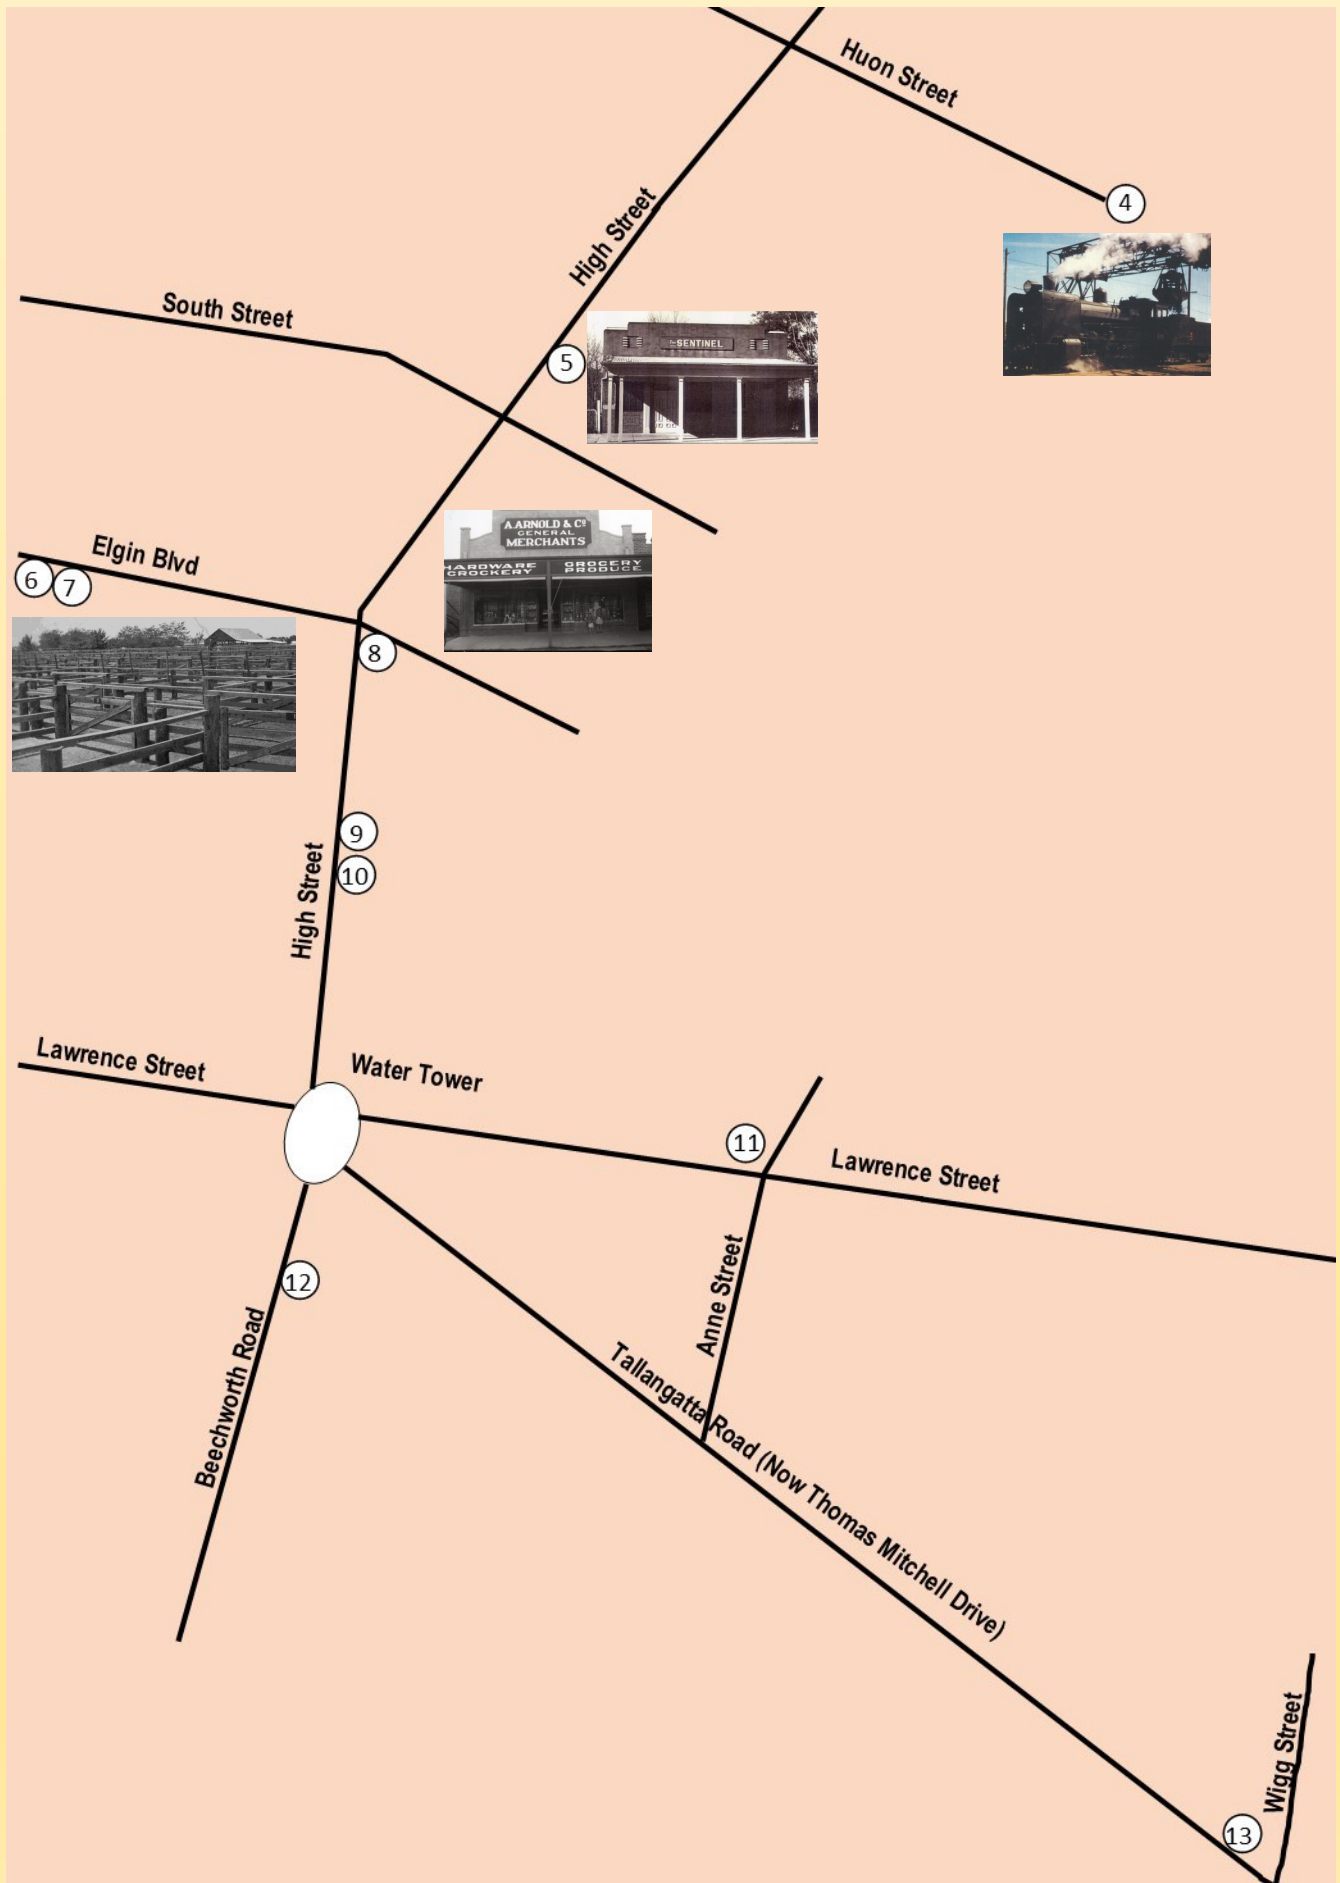 Huon Street
4
High Street
South Street
The SENTINEL
5
A. ARNOLD & Co
GENERAL
MERCHANTS
HARDWARE
CROCKERY
GROCERY
PRODUCE
Elgin Blvd
6
7
8
9
High Street
10
Lawrence Street
Water Tower
11
Lawrence Street
Anne Street
12
Beechworth Road
Tallangatta Road (Now Thomas Mitchell Drive)
Wigg Street
13